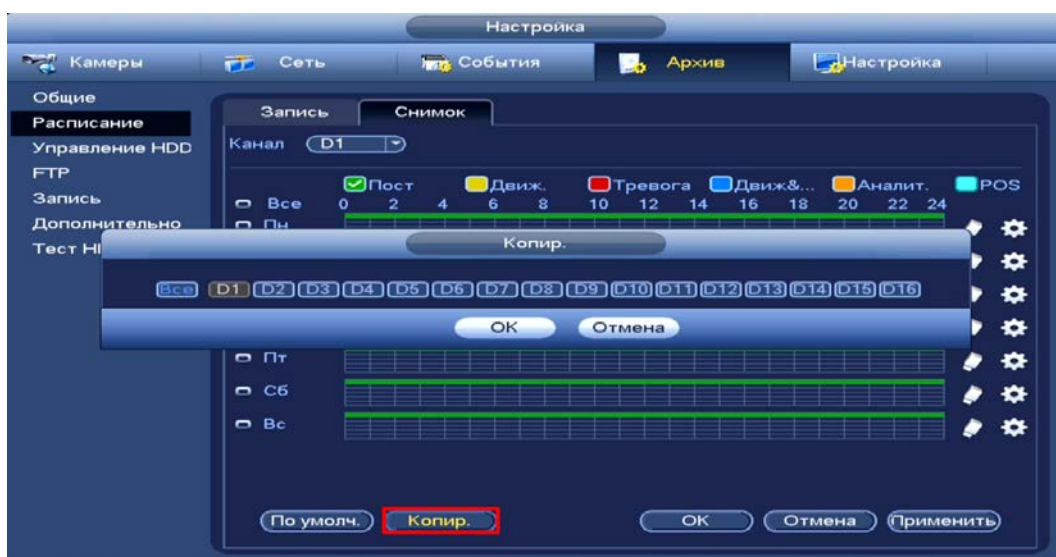 Настройка
Камеры Сеть События Архив Настройка
Общие
Расписание
Управление HDD
FTP
Запись
Дополнительно
Запись Снимок
Канал D1
Пост Движ. Тревога Движ&... Аналит. POS
Все 0 2 4 6 8 10 12 14 16 18 20 22 24
Пн
Тест
Копир.
Все D1 D2 D3 D4 D5 D6 D7 D8 D9 D10 D11 D12 D13 D14 D15 D16
OK Отмена
Пт
Сб
Вс
По умолч. Копир. OK Отмена Применить